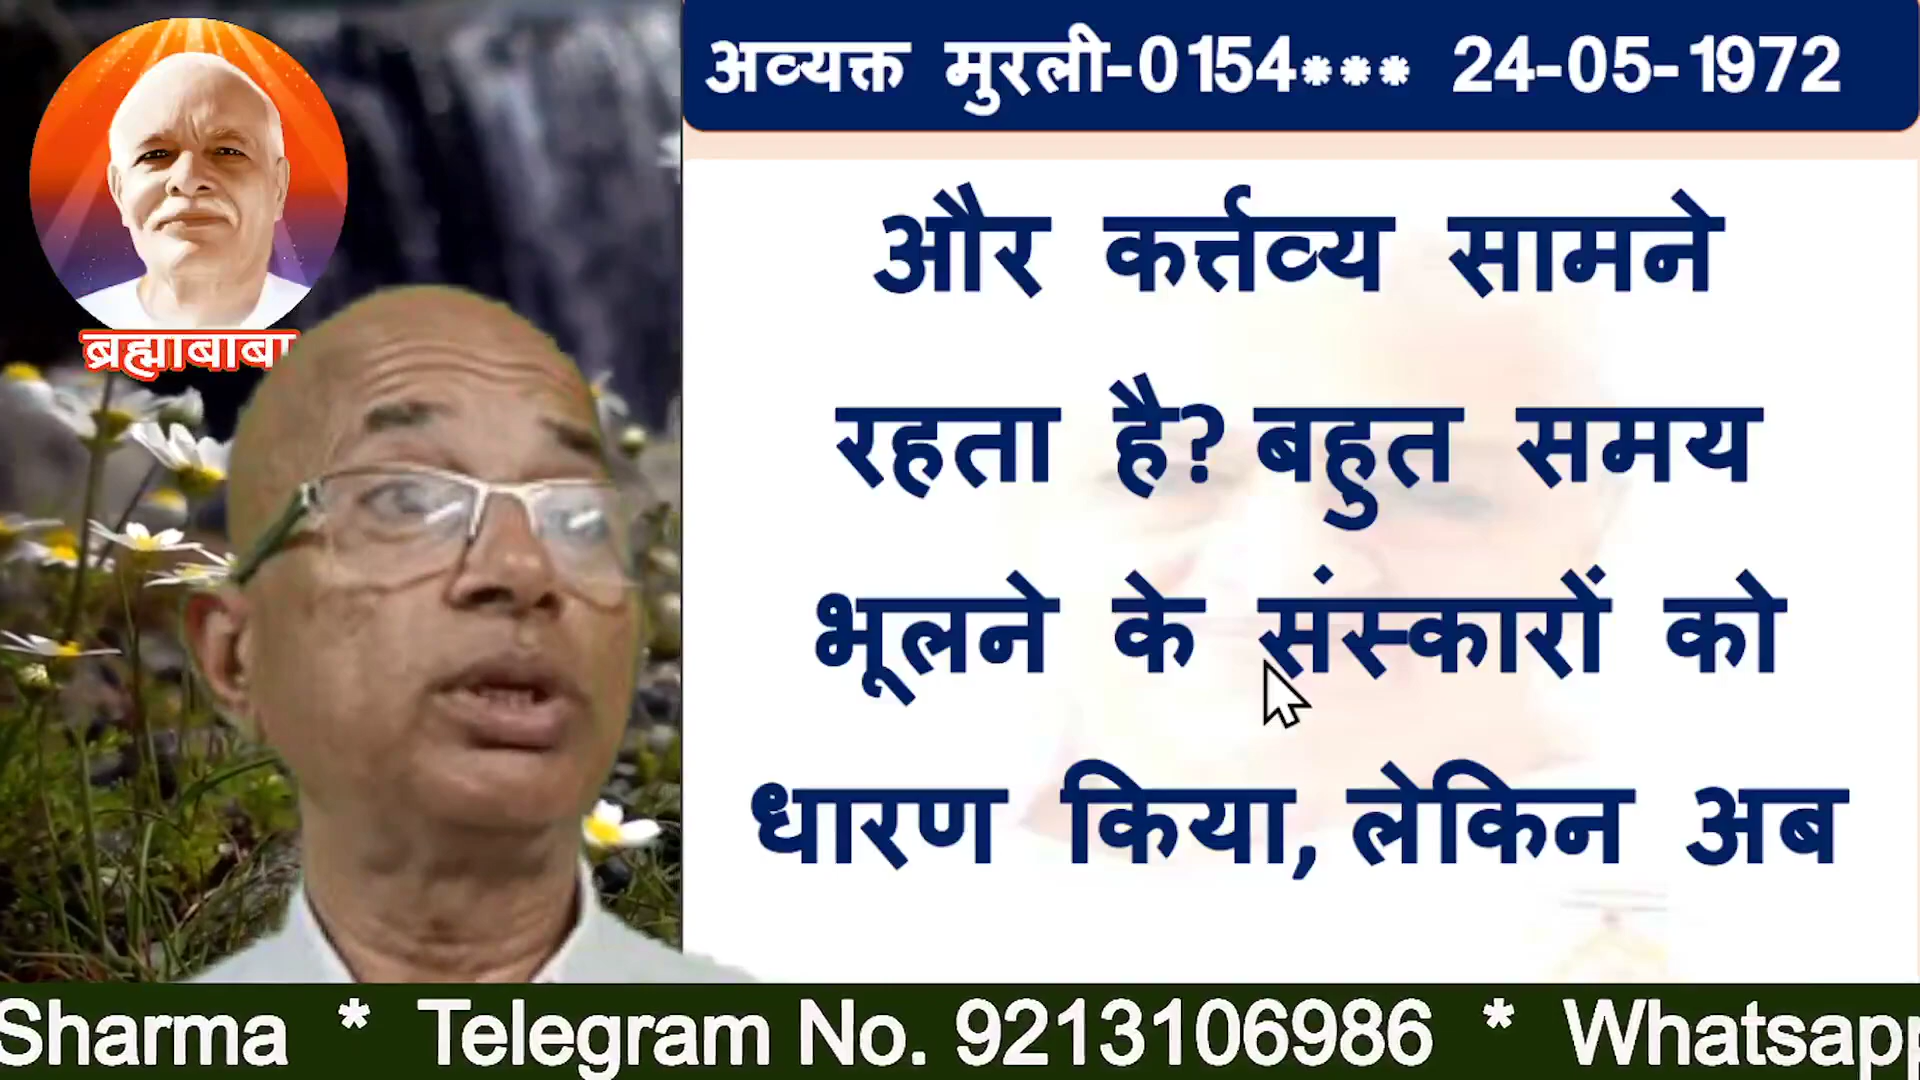 अव्यक्त मुरली-0154*** 24-05-1972
ब्रह्माबाबा
और कर्त्तव्य सामने
रहता है? बहुत समय
भूलने के संस्कारों को
धारण किया, लेकिन अब
Sharma * Telegram No. 9213106986 * Whatsapp